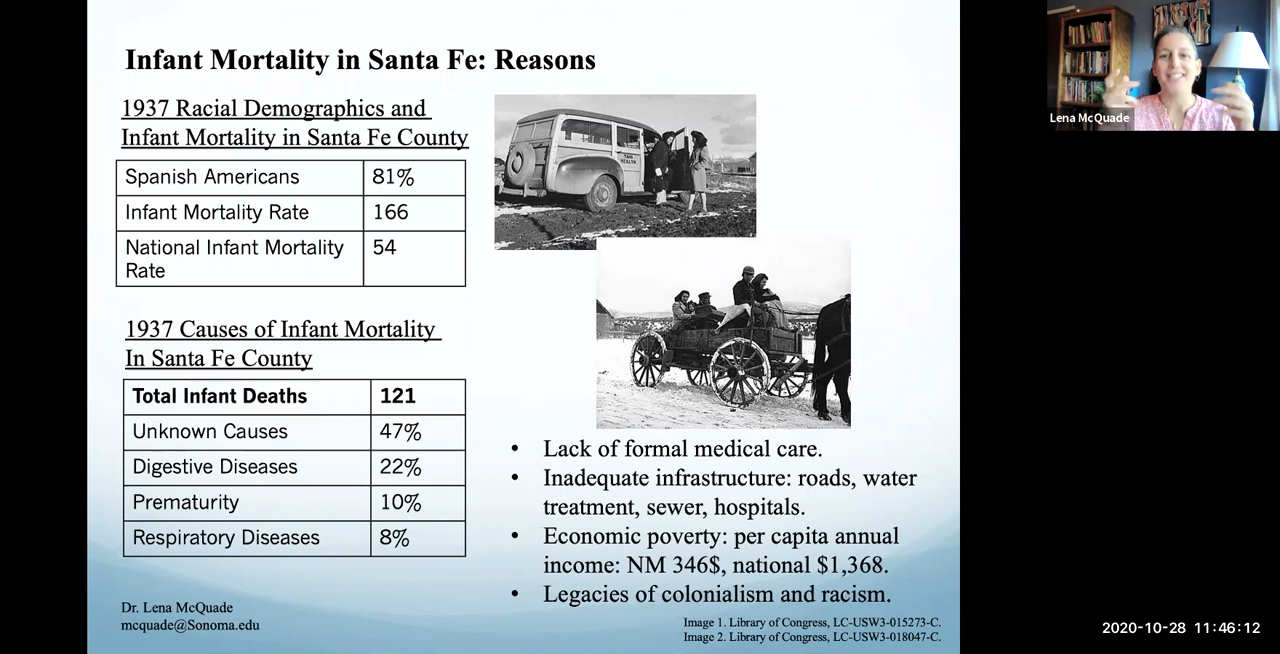 Infant Mortality in Santa Fe: Reasons
1937 Racial Demographics and
Infant Mortality in Santa Fe County
Spanish Americans 81%
Infant Mortality Rate 166
National Infant Mortality 54
Rate
1937 Causes of Infant Mortality
In Santa Fe County
Total Infant Deaths 121
Unknown Causes 47%
Digestive Diseases 22%
Prematurity 10%
Respiratory Diseases 8%
Dr. Lena McQuade
mcquade@Sonoma.edu
HEALTH
• Lack of formal medical care.
• Inadequate infrastructure: roads, water
treatment, sewer, hospitals.
• Economic poverty: per capita annual
income: NM 346$, national $1,368.
• Legacies of colonialism and racism.
Image 1. Library of Congress, LC-USW3-015273-C.
Image 2. Library of Congress, LC-USW3-018047-C.
Lena McQuade
2020-10-28 11:46:12